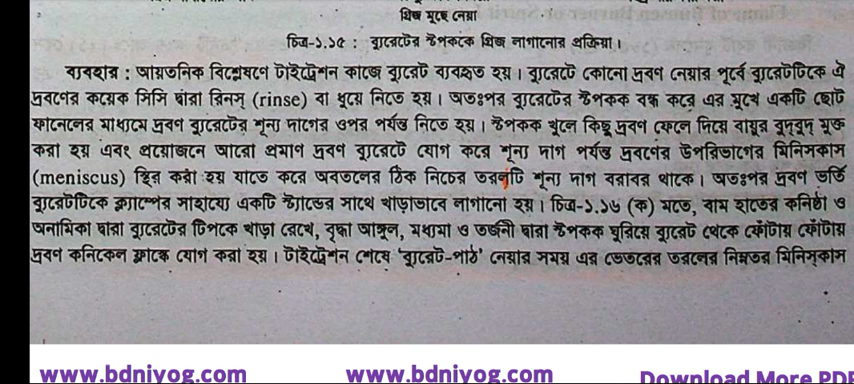 গ্রিজ মুছে নেয়া
চিত্র-১.১৫ : ব্যুরেটের স্টপককে গ্রিজ লাগানোর প্রক্রিয়া।
ব্যবহার : আয়তনিক বিশ্লেষণে টাইট্রেশন কাজে ব্যুরেট ব্যবহৃত হয়। ব্যুরেটে কোনো দ্রবণ নেয়ার পূর্বে ব্যুরেটটিকে ঐ
দ্রবণের কয়েক সিসি দ্বারা রিনস্ (rinse) বা ধুয়ে নিতে হয়। অতঃপর ব্যুরেটের স্টপকক বন্ধ করে এর মুখে একটি ছোট
ফানেলের মাধ্যমে দ্রবণ ব্যুরেটের শূন্য দাগের ওপর পর্যন্ত নিতে হয়। স্টপকক খুলে কিছু দ্রবণ ফেলে দিয়ে বায়ুর বুদ্‌বুদ্ মুক্ত
করা হয় এবং প্রয়োজনে আরো প্রমাণ দ্রবণ ব্যুরেটে যোগ করে শূন্য দাগ পর্যন্ত দ্রবণের উপরিভাগের মিনিসকাস
(meniscus) স্থির করা হয় যাতে করে অবতলের ঠিক নিচের তরলটি শূন্য দাগ বরাবর থাকে। অতঃপর দ্রবণ ভর্তি
ব্যুরেটটিকে ক্ল্যাম্পের সাহায্যে একটি স্ট্যান্ডের সাথে খাড়াভাবে লাগানো হয়। চিত্র-১.১৬ (ক) মতে, বাম হাতের কনিষ্ঠা ও
অনামিকা দ্বারা ব্যুরেটের টিপকে খাড়া রেখে, বৃদ্ধা আঙ্গুল, মধ্যমা ও তর্জনী দ্বারা স্টপকক ঘুরিয়ে ব্যুরেট থেকে ফোঁটায় ফোঁটায়
দ্রবণ কনিকেল ফ্লাস্কে যোগ করা হয়। টাইট্রেশন শেষে ‘ব্যুরেট-পাঠ’ নেয়ার সময় এর ভেতরের তরলের নিম্নতর মিনিস্‌কাস
www.bdniyog.com www.bdniyog.com Download More PDF